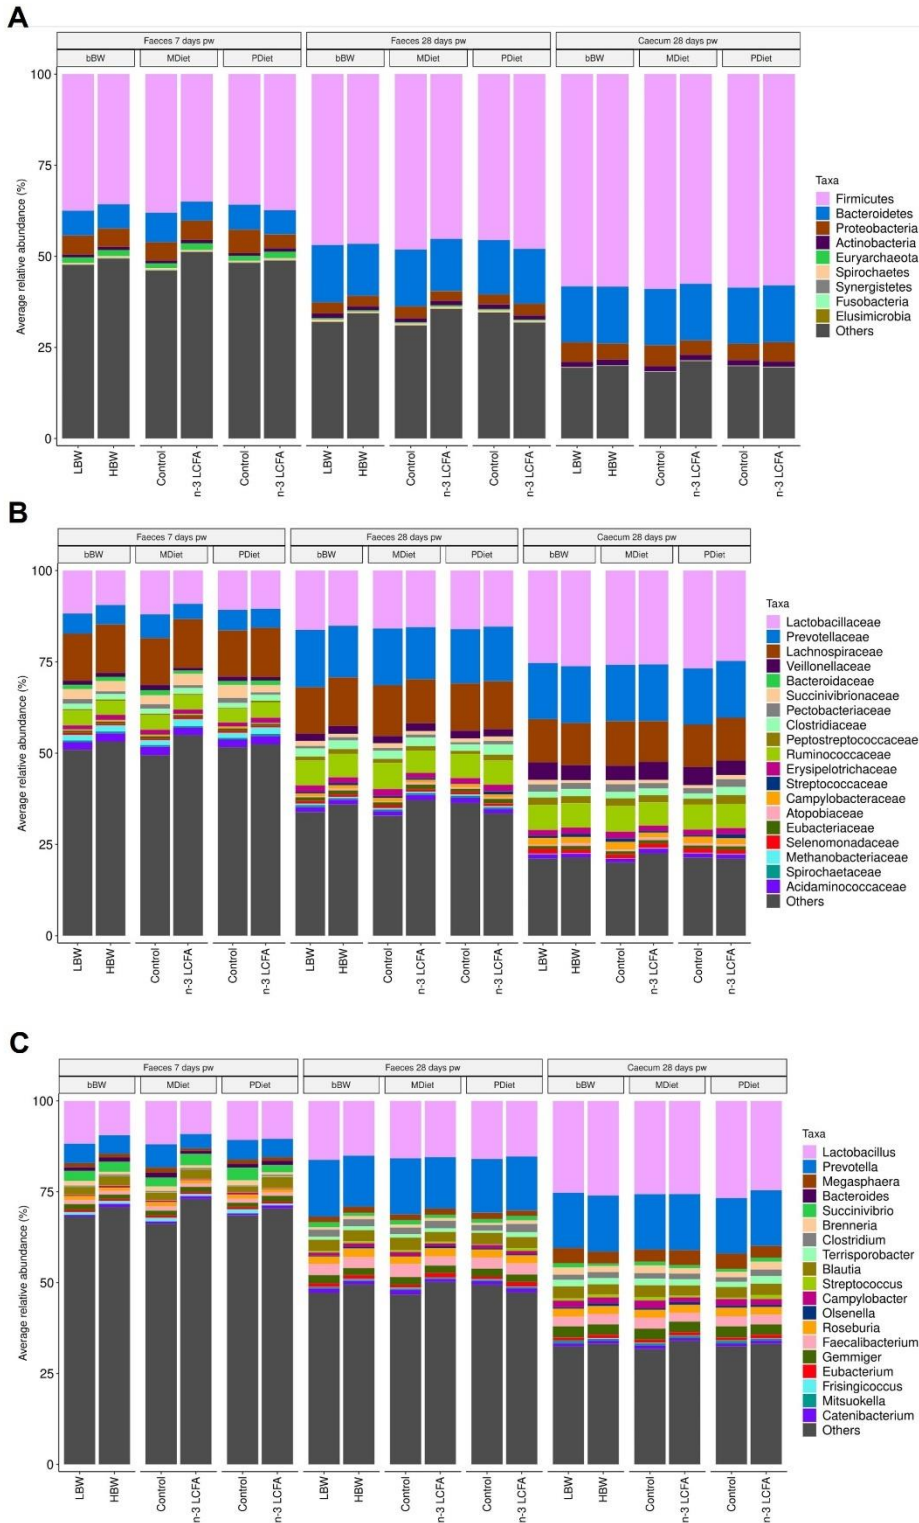 A
Faeces 7 days pw Faeces 28 days pw Caecum 28 days pw
bBW MDiet PDiet bBW MDiet PDiet bBW MDiet PDiet
Average relative abundance (%)
100
75
50
25
0
LBW HBW Control n-3 LCFA Control n-3 LCFA LBW HBW Control n-3 LCFA Control n-3 LCFA LBW HBW Control n-3 LCFA Control n-3 LCFA
Taxa
Firmicutes
Bacteroidetes
Proteobacteria
Actinobacteria
Euryarchaeota
Spirochaetes
Synergistetes
Fusobacteria
Elusimicrobia
Others
B
Faeces 7 days pw Faeces 28 days pw Caecum 28 days pw
bBW MDiet PDiet bBW MDiet PDiet bBW MDiet PDiet
Average relative abundance (%)
100
75
50
25
0
LBW HBW Control n-3 LCFA Control n-3 LCFA LBW HBW Control n-3 LCFA Control n-3 LCFA LBW HBW Control n-3 LCFA Control n-3 LCFA
Taxa
Lactobacillaceae
Prevotellaceae
Lachnospiraceae
Veillonellaceae
Bacteroidaceae
Succinivibrionaceae
Pectobacteriaceae
Clostridiaceae
Peptostreptococcaceae
Ruminococcaceae
Erysipelotrichaceae
Streptococcaceae
Campylobacteraceae
Atopobiaceae
Eubacteriaceae
Selenomonadaceae
Methanobacteriaceae
Spirochaetaceae
Acidaminococcaceae
Others
C
Faeces 7 days pw Faeces 28 days pw Caecum 28 days pw
bBW MDiet PDiet bBW MDiet PDiet bBW MDiet PDiet
Average relative abundance (%)
100
75
50
25
0
LBW HBW Control n-3 LCFA Control n-3 LCFA LBW HBW Control n-3 LCFA Control n-3 LCFA LBW HBW Control n-3 LCFA Control n-3 LCFA
Taxa
Lactobacillus
Prevotella
Megasphaera
Bacteroides
Succinivibrio
Brenneria
Clostridium
Terrisporobacter
Blautia
Streptococcus
Campylobacter
Olsenella
Roseburia
Faecalibacterium
Gemmiger
Eubacterium
Frisingicoccus
Mitsuokella
Catenibacterium
Others